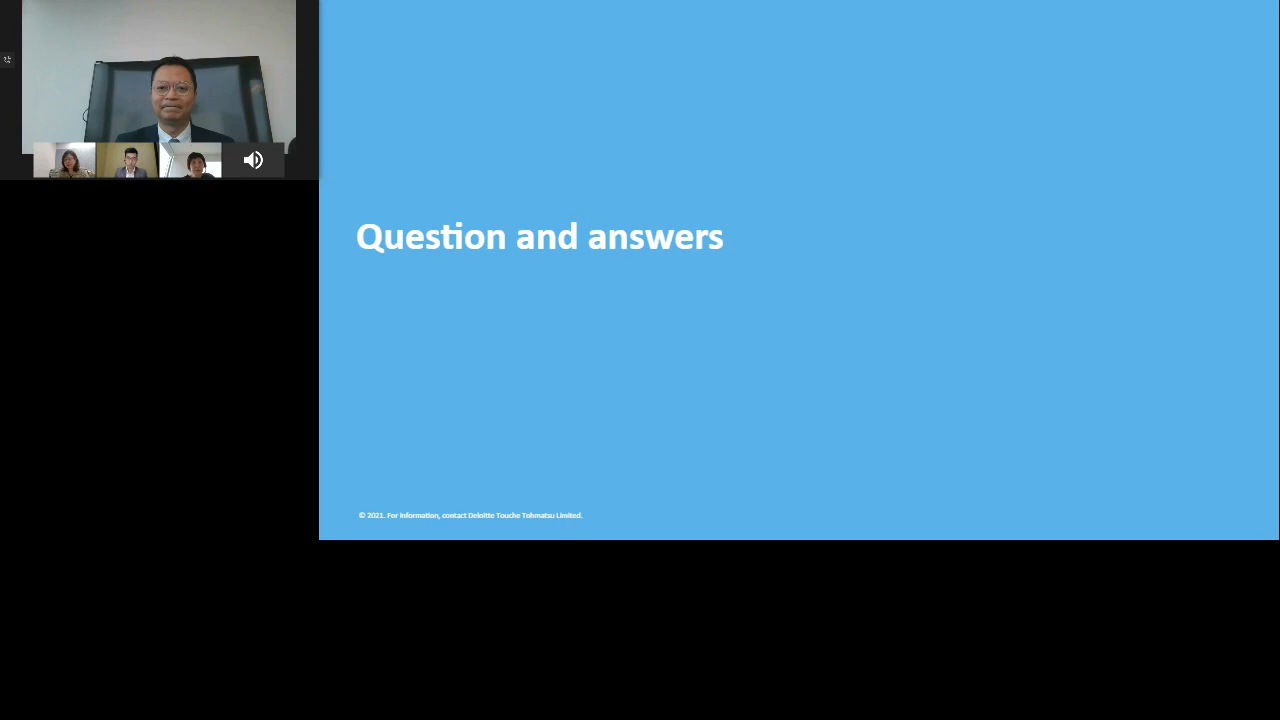 Question and answers
© 2021. For information, contact Deloitte Touche Tohmatsu Limited.